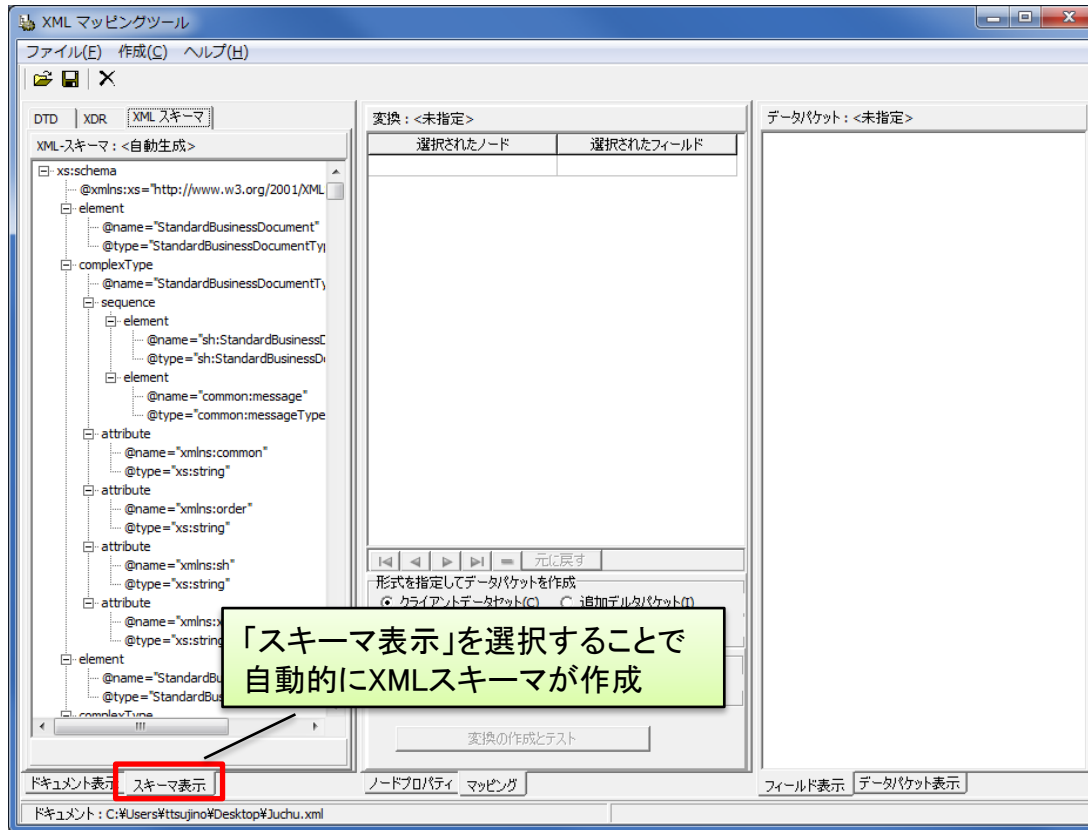 XML マッピングツール
ファイル(F) 作成(C) ヘルプ(H)
DTD XDR XML スキーマ
XML-スキーマ : <自動生成>
xs:schema
@xmlns:xs="http://www.w3.org/2001/XML
element
@name="StandardBusinessDocument"
@type="StandardBusinessDocumentTy
complexType
@name="StandardBusinessDocumentTy
sequence
element
@name="sh:StandardBusinessD
@type="sh:StandardBusinessD
element
@name="common:message"
@type="common:messageType
attribute
@name="xmlns:common"
@type="xs:string"
attribute
@name="xmlns:order"
@type="xs:string"
attribute
@name="xmlns:sh"
@type="xs:string"
attribute
@name="xmlns:x
@type="xs:string
element
@name="StandardBu
@type="StandardBus
complexType
ドキュメント表示 スキーマ表示
変換 : <未指定>
選択されたノード 選択されたフィールド
元に戻す
形式を指定してデータパケットを作成
クライアントデータセット(C) 追加デルタパケット(I)
「スキーマ表示」を選択することで
自動的にXMLスキーマが作成
変換の作成とテスト
ノードプロパティ マッピング
データパケット : <未指定>
フィールド表示 データパケット表示
ドキュメント : C:¥Users¥ttsujino¥Desktop¥Juchu.xml